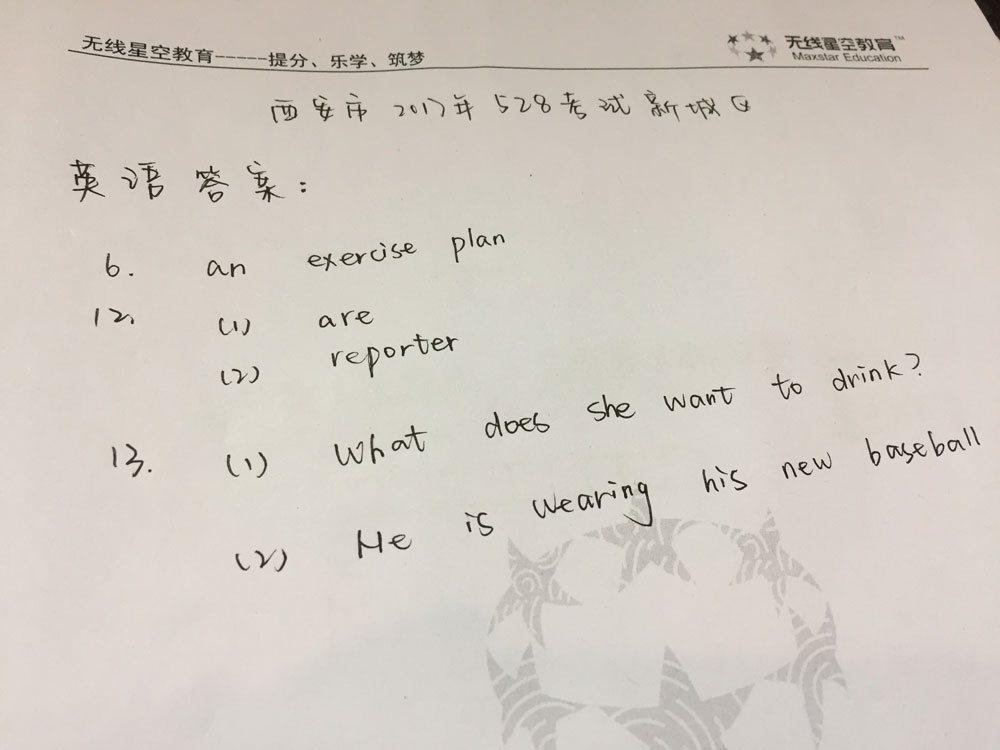 无线星空教育-----提分、乐学、筑梦
无线星空教育™
Maxstar Education
西安市 2017年 528考试 新城区
英语答案：
6. an exercise plan
12. (1) are
(2) reporter
13. (1) What does she want to drink?
(2) He is wearing his new baseball